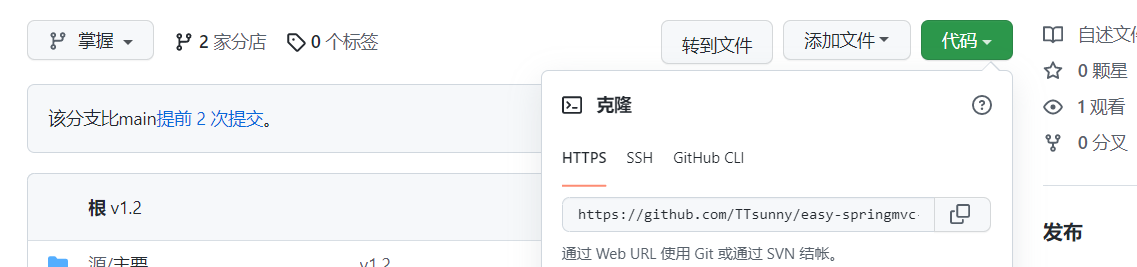 掌握
2 家分店
0 个标签
转到文件
添加文件
代码
自述文件
0 颗星
1 观看
0 分叉
该分支比main提前 2 次提交。
克隆
HTTPS SSH GitHub CLI
https://github.com/TTsunny/easy-springmvc-
通过 Web URL 使用 Git 或通过 SVN 结帐。
根 v1.2
源/主要 v1.2
发布